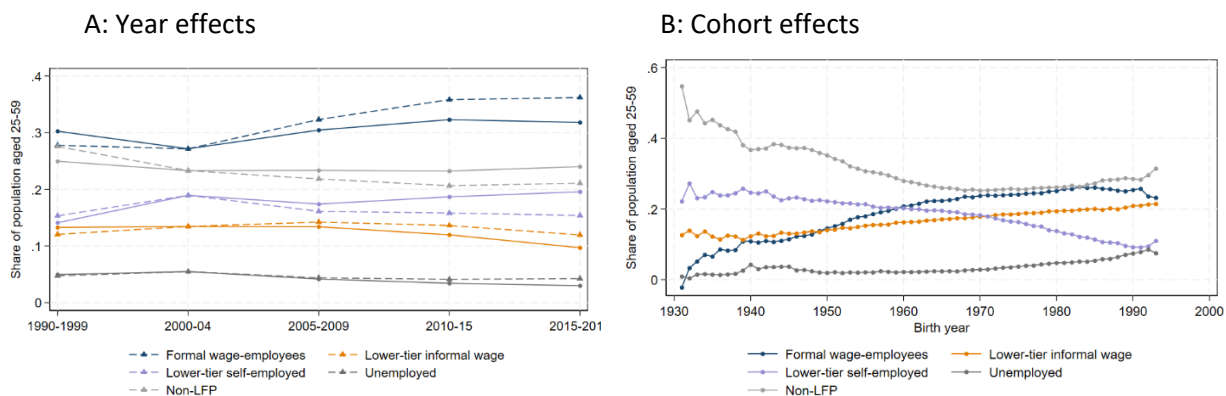 A: Year effects
B: Cohort effects
Share of population aged 25-59
.4
.3
.2
.1
0
1990-1999
2000-04
2005-2009
2010-15
2015-201
Formal wage-employees
Lower-tier informal wage
Lower-tier self-employed
Unemployed
Non-LFP
Share of population aged 25-59
.6
.4
.2
0
1930
1940
1950
1960
1970
1980
1990
2000
Birth year
Formal wage-employees
Lower-tier informal wage
Lower-tier self-employed
Unemployed
Non-LFP